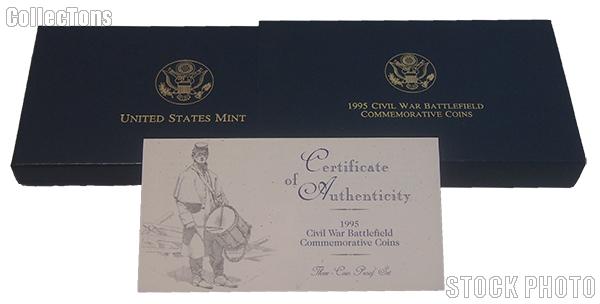 CollecTons
UNITED STATES MINT
1995 CIVIL WAR BATTLEFIELD
COMMEMORATIVE COINS
Certificate
of Authenticity
1995
Civil War Battlefield
Commemorative Coins
Three-Coin Proof Set
STOCK PHOTO